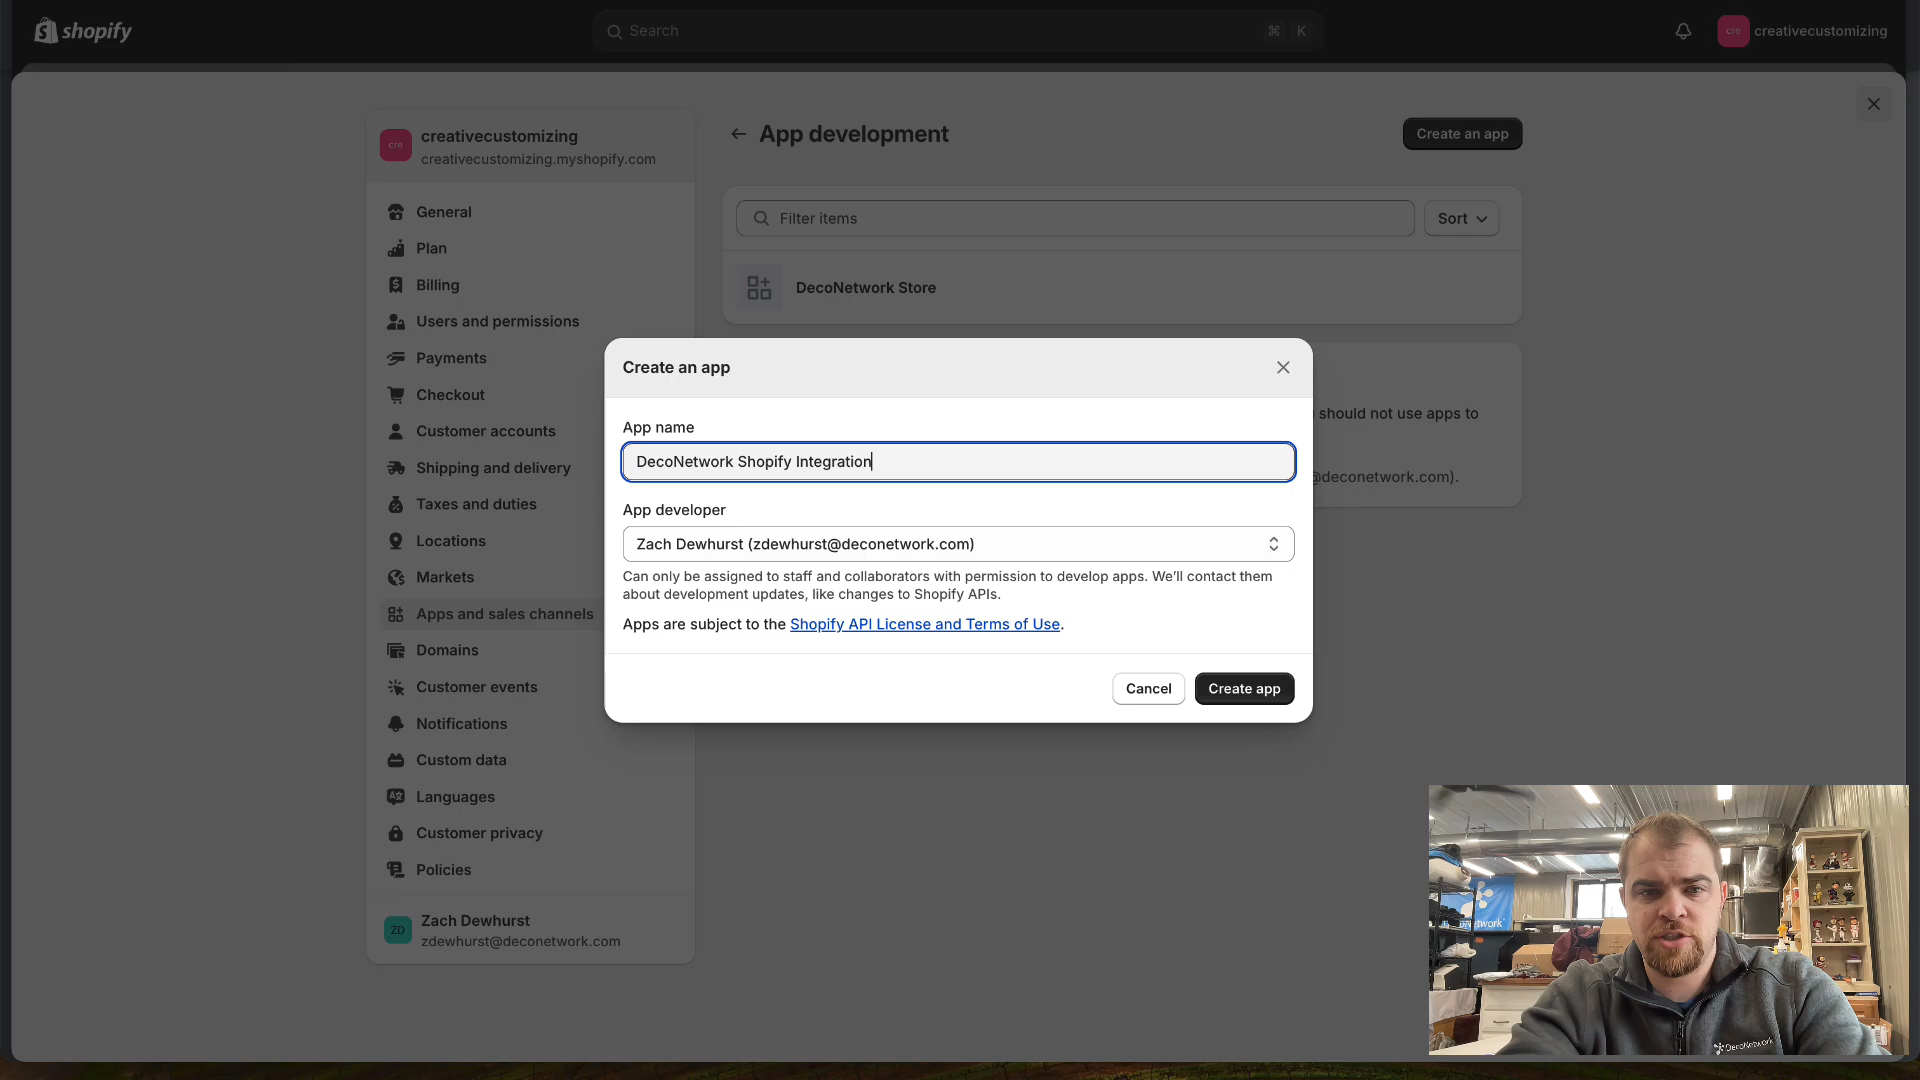 shopify
Search
⌘ K
cre
creativecustomizing
cre
creativecustomizing
creativecustomizing.myshopify.com
General
Plan
Billing
Users and permissions
Payments
Checkout
Customer accounts
Shipping and delivery
Taxes and duties
Locations
Markets
Apps and sales channels
Domains
Customer events
Notifications
Custom data
Languages
Customer privacy
Policies
ZD
Zach Dewhurst
zdewhurst@deconetwork.com
App development
Create an app
Filter items
Sort
DecoNetwork Store
should not use apps to
@deconetwork.com).
Create an app
App name
DecoNetwork Shopify Integration
App developer
Zach Dewhurst (zdewhurst@deconetwork.com)
Can only be assigned to staff and collaborators with permission to develop apps. We’ll contact them
about development updates, like changes to Shopify APIs.
Apps are subject to the Shopify API License and Terms of Use.
Cancel
Create app
DecoNetwork